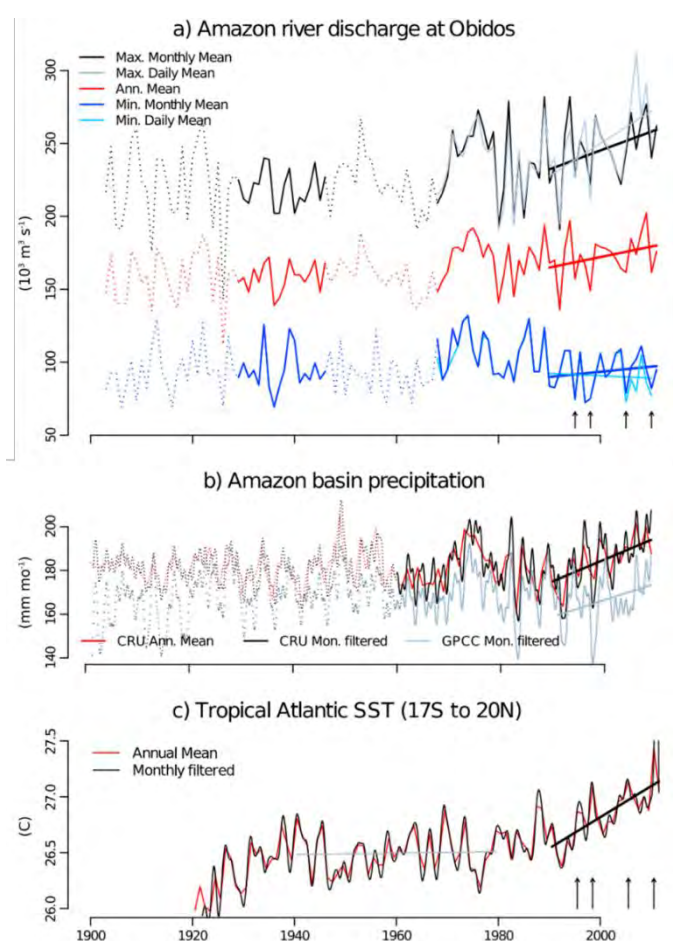 a) Amazon river discharge at Obidos
Max. Monthly Mean
Max. Daily Mean
Ann. Mean
Min. Monthly Mean
Min. Daily Mean
300
250
200
150
100
50
(10³ m³ s⁻¹)
b) Amazon basin precipitation
200
180
160
140
(mm mo⁻¹)
CRU Ann. Mean CRU Mon. filtered GPCC Mon. filtered
c) Tropical Atlantic SST (17S to 20N)
Annual Mean
Monthly filtered
27.5
27.0
26.5
26.0
(C)
1900 1920 1940 1960 1980 2000